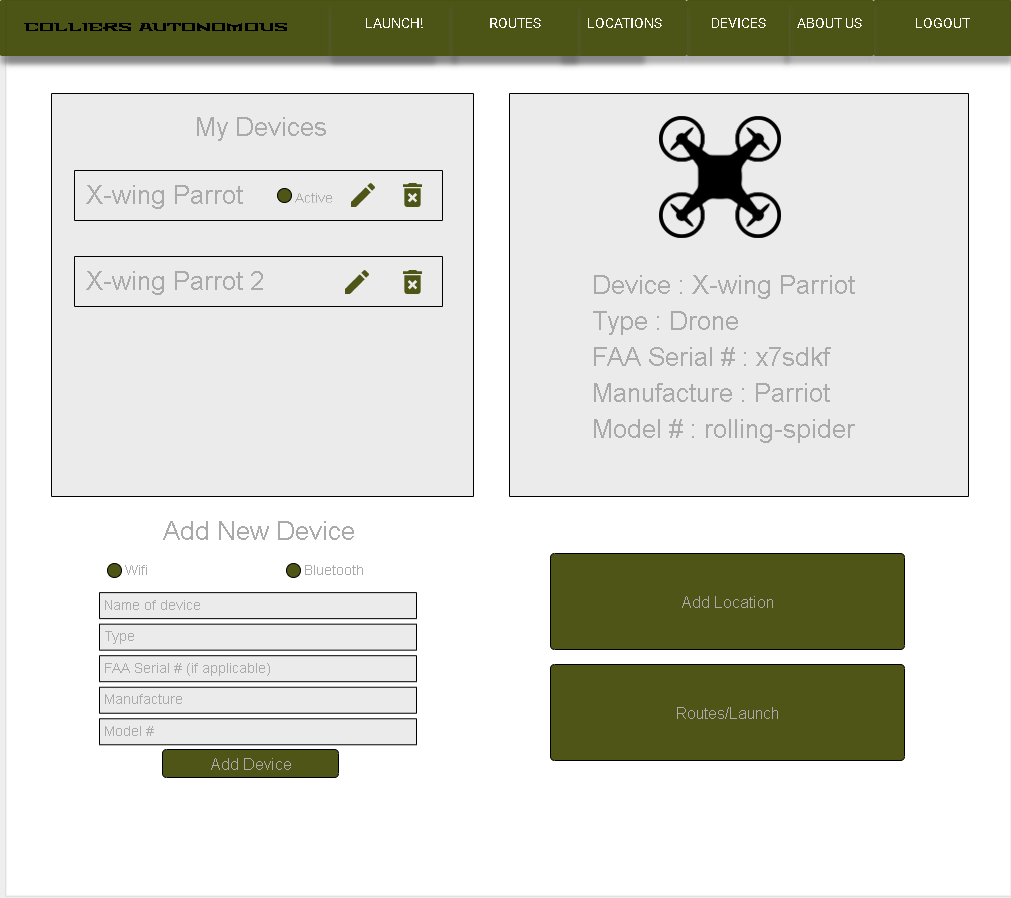 COLLIERS AUTONOMOUS
LAUNCH! ROUTES LOCATIONS DEVICES ABOUT US LOGOUT
My Devices
X-wing Parrot Active
X-wing Parrot 2
Device : X-wing Parriot
Type : Drone
FAA Serial # : x7sdkf
Manufacture : Parriot
Model # : rolling-spider
Add New Device
Wifi Bluetooth
Name of device
Type
FAA Serial # (if applicable)
Manufacture
Model #
Add Device
Add Location
Routes/Launch